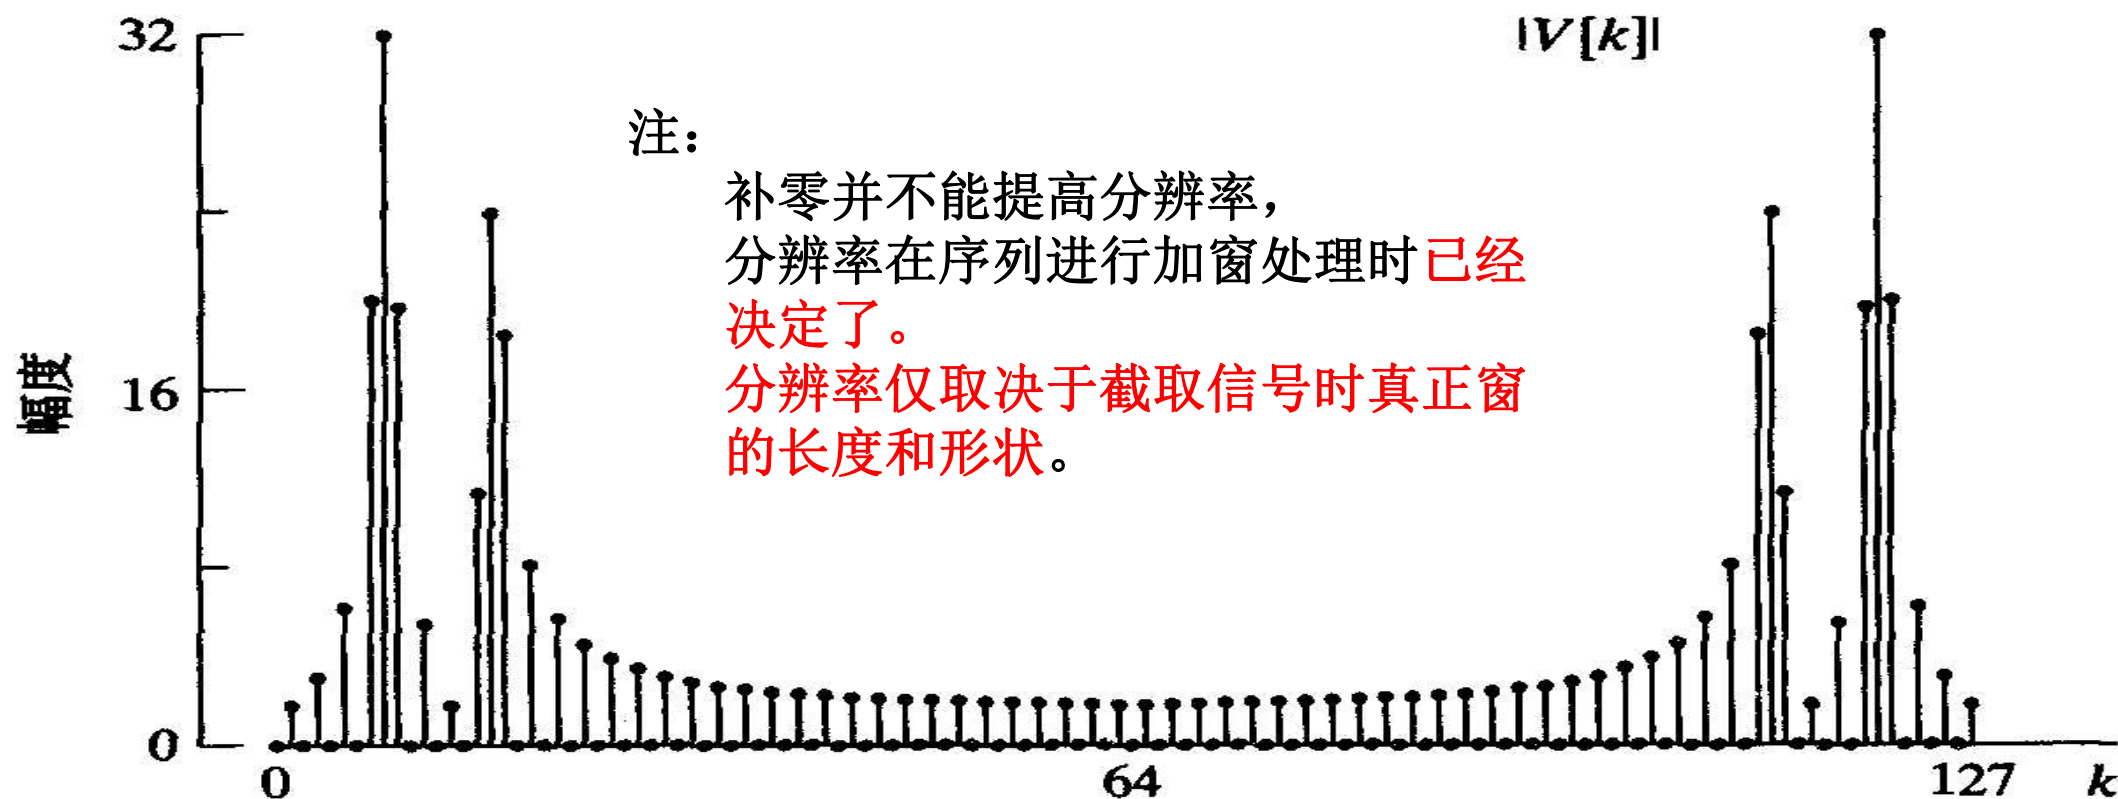 32
|V[k]|
注：
补零并不能提高分辨率，
分辨率在序列进行加窗处理时已经
决定了。
分辨率仅取决于截取信号时真正窗
的长度和形状。
幅度
16
0
0
64
127
k